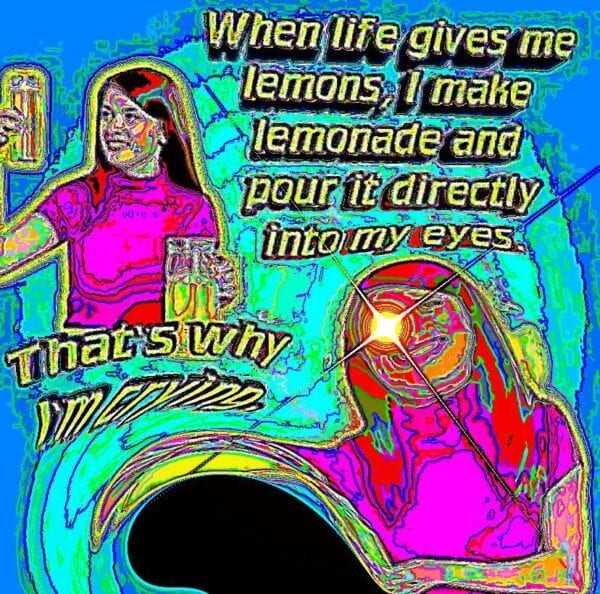 When life gives me
lemons, I make
lemonade and
pour it directly
into my eyes.
That's why
I'm crying.